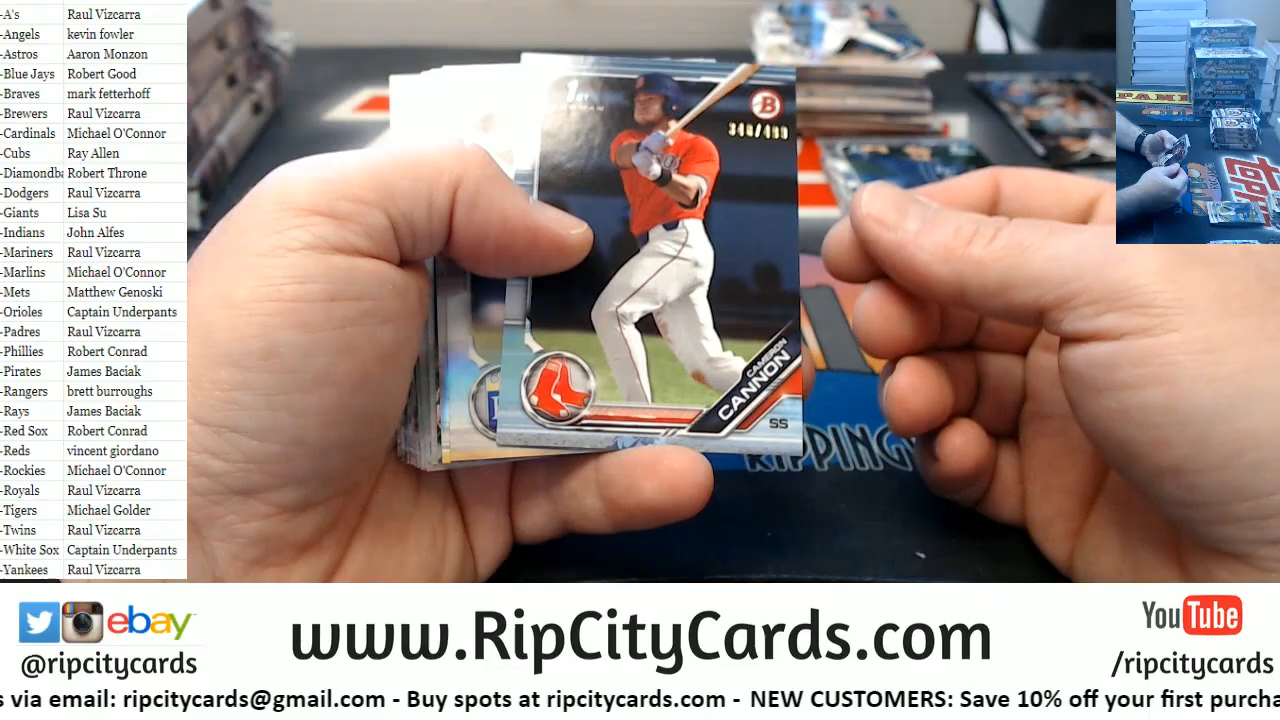 -A's Raul Vizcarra
-Angels kevin fowler
-Astros Aaron Monzon
-Blue Jays Robert Good
-Braves mark fetterhoff
-Brewers Raul Vizcarra
-Cardinals Michael O'Connor
-Cubs Ray Allen
-Diamondba Robert Throne
-Dodgers Raul Vizcarra
-Giants Lisa Su
-Indians John Alfes
-Mariners Raul Vizcarra
-Marlins Michael O'Connor
-Mets Matthew Genoski
-Orioles Captain Underpants
-Padres Raul Vizcarra
-Phillies Robert Conrad
-Pirates James Baciak
-Rangers brett burroughs
-Rays James Baciak
-Red Sox Robert Conrad
-Reds vincent giordano
-Rockies Michael O'Connor
-Royals Raul Vizcarra
-Tigers Michael Golder
-Twins Raul Vizcarra
-White Sox Captain Underpants
-Yankees Raul Vizcarra
1st
B
CAMERON
CANNON
SS
RIPPING
ebay
@ripcitycards
www.RipCityCards.com
YouTube
/ripcitycards
s via email: ripcitycards@gmail.com - Buy spots at ripcitycards.com - NEW CUSTOMERS: Save 10% off your first purcha